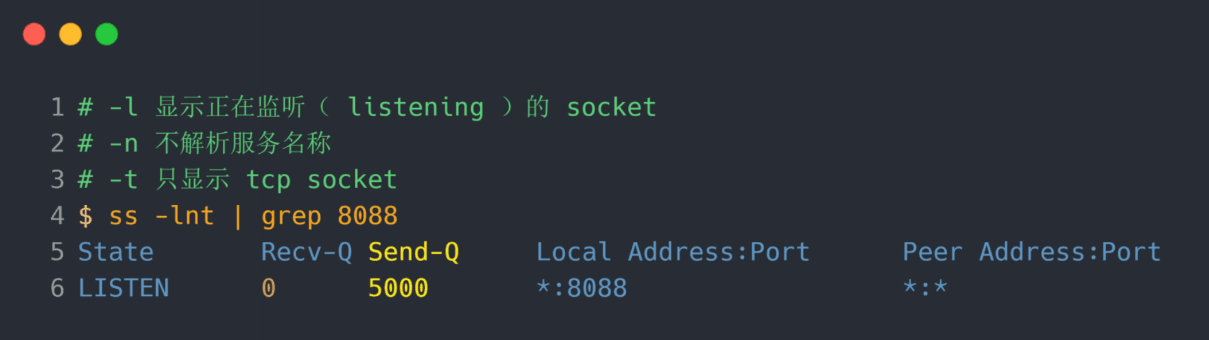 1 # -l 显示正在监听（ listening ）的 socket
2 # -n 不解析服务名称
3 # -t 只显示 tcp socket
4 $ ss -lnt | grep 8088
5 State Recv-Q Send-Q Local Address:Port Peer Address:Port
6 LISTEN 0 5000 *:8088 *:*